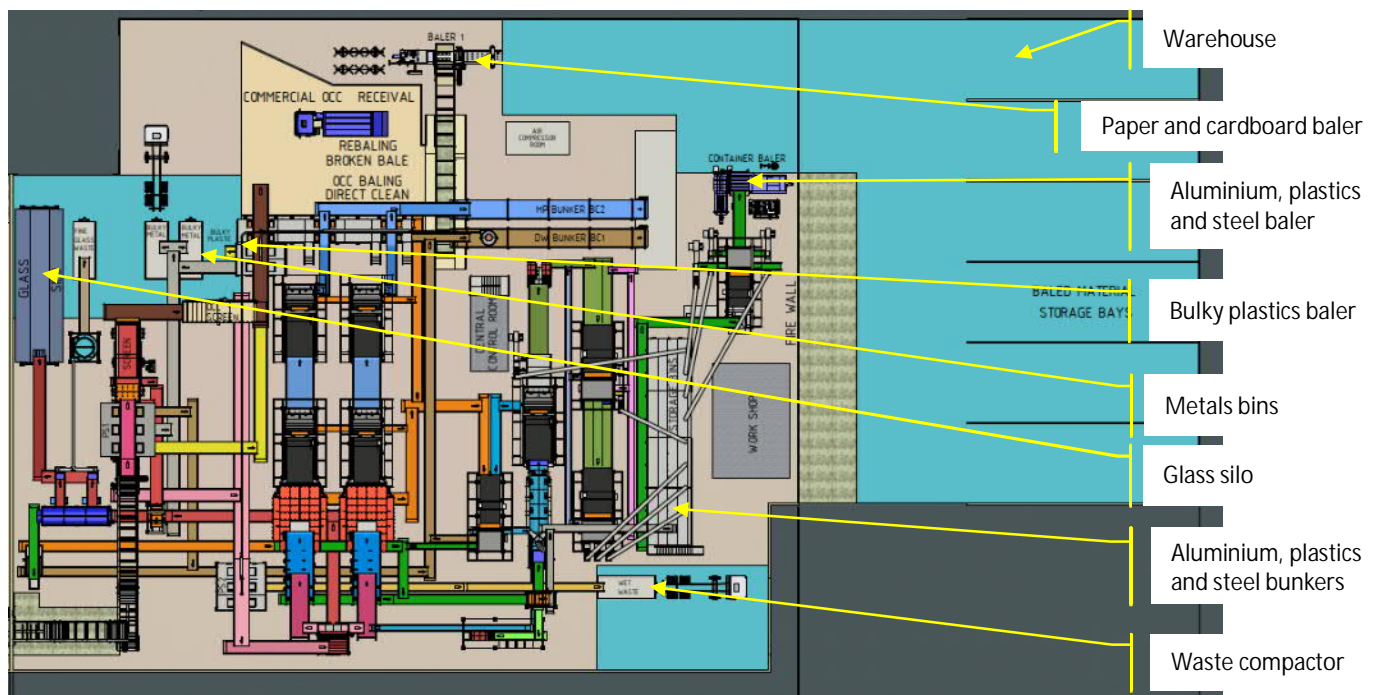 BALER 1
COMMERCIAL OCC RECEIVAL
REBALING
BROKEN BALE
OCC BALING
DIRECT CLEAN
AIR
COMPRESSOR
ROOM
CONTAINER BALER
MP BUNKER BC2
DW BUNKER BC1
FINE
GLASS
WASTE
BULKY
METAL
BULKY
METAL
BULKY
PLASTIC
GLASS
SCREEN
SCREEN
PS1
CENTRAL
CONTROL ROOM
STORAGE BINS
WORK SHOP
FIRE WALL
BALED MATERIAL
STORAGE BAYS
PS2
WET
WASTE
Warehouse
Paper and cardboard baler
Aluminium, plastics
and steel baler
Bulky plastics baler
Metals bins
Glass silo
Aluminium, plastics
and steel bunkers
Waste compactor